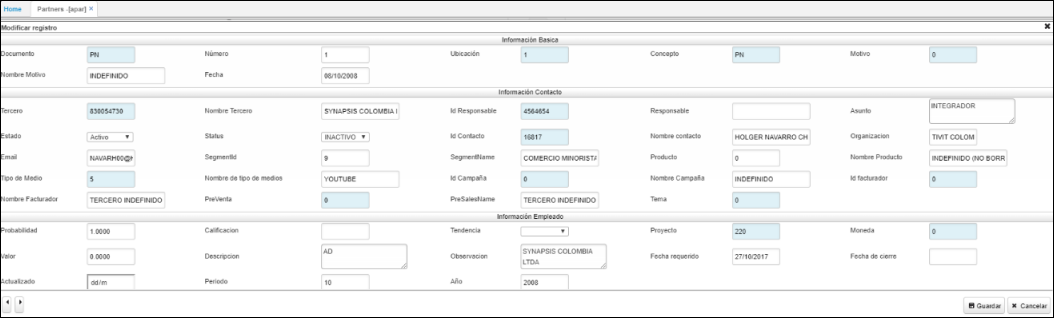 Home Partners -[apar] ×
Modificar registro ✖
Información Basica
Documento PN Número 1 Ubicación 1 Concepto PN Motivo 0
Nombre Motivo INDEFINIDO Fecha 08/10/2008
Información Contacto
Tercero 830054730 Nombre Tercero SYNAPSIS COLOMBIA Id Responsable 4564654 Responsable Asunto INTEGRADOR
Estado Activo Status INACTIVO Id Contacto 16817 Nombre contacto HOLGER NAVARRO CH Organizacion TIVIT COLOM
Email NAVARH00@ SegmentId 9 SegmentName COMERCIO MINORISTA Producto 0 Nombre Producto INDEFINIDO (NO BORR
Tipo de Medio 5 Nombre de tipo de medios YOUTUBE Id Campaña 0 Nombre Campaña INDEFINIDO Id facturador 0
Nombre Facturador TERCERO INDEFINIDO PreVenta 0 PreSalesName TERCERO INDEFINIDO Tema 0
Información Empleado
Probabilidad 1.0000 Calificacion Tendencia Proyecto 220 Moneda 0
Valor 0.0000 Descripcion AD Observacion SYNAPSIS COLOMBIA
LTDA Fecha requerido 27/10/2017 Fecha de cierre
Actualizado dd/m Periodo 10 Año 2008
Guardar ✖ Cancelar